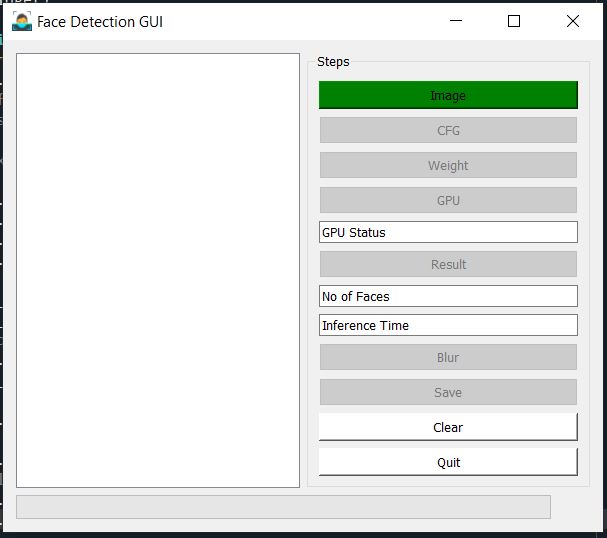 Face Detection GUI
Steps
Image
CFG
Weight
GPU
GPU Status
Result
No of Faces
Inference Time
Blur
Save
Clear
Quit